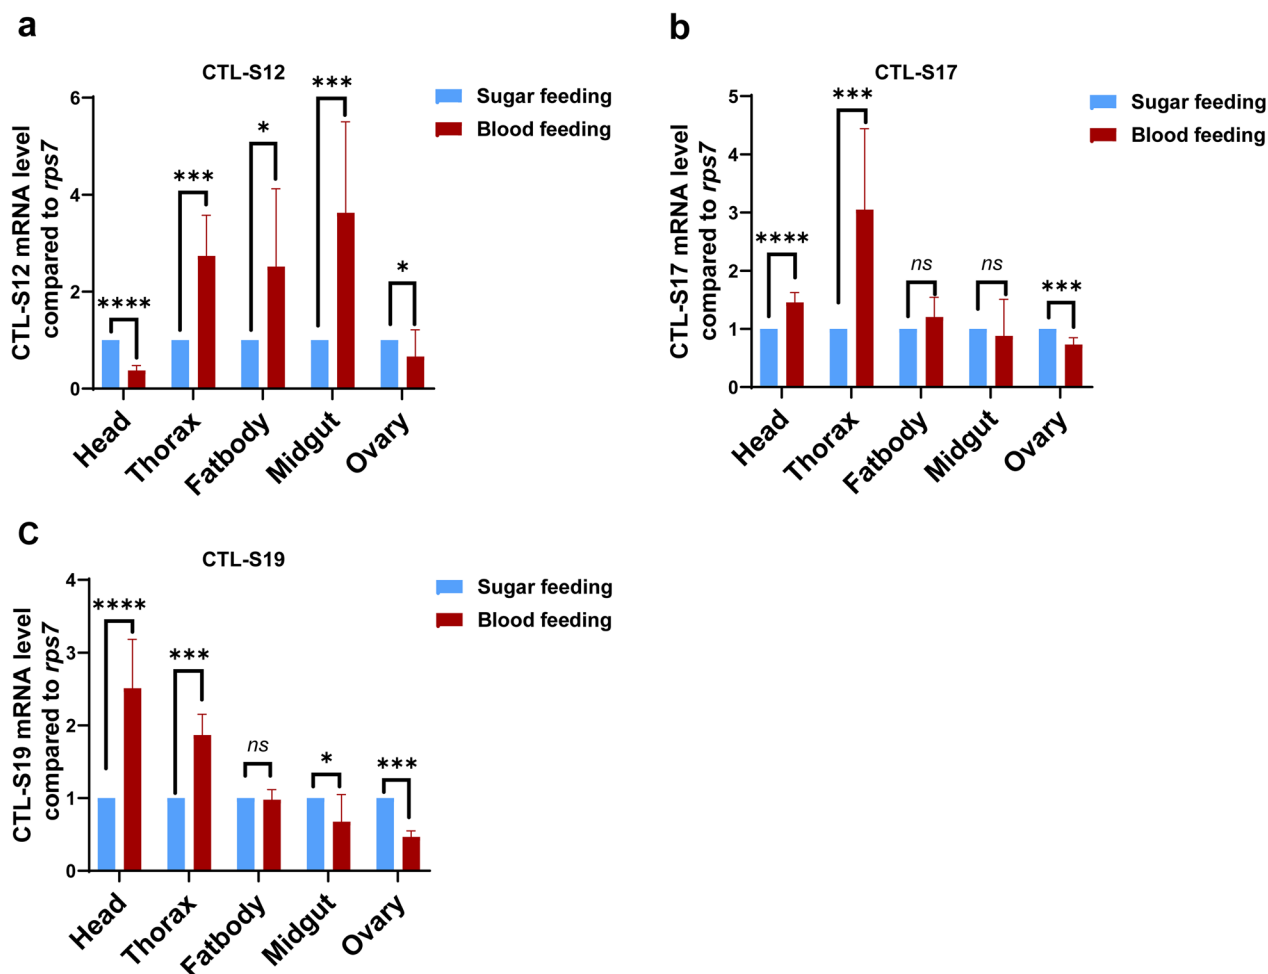 a
CTL-S12
CTL-S12 mRNA level
compared to rps7
6
4
2
0
****
***
*
***
*
Head
Thorax
Fatbody
Midgut
Ovary
Sugar feeding
Blood feeding
b
CTL-S17
CTL-S17 mRNA level
compared to rps7
5
4
3
2
1
0
****
***
ns
ns
***
Head
Thorax
Fatbody
Midgut
Ovary
Sugar feeding
Blood feeding
C
CTL-S19
CTL-S19 mRNA level
compared to rps7
4
3
2
1
0
****
***
ns
*
***
Head
Thorax
Fatbody
Midgut
Ovary
Sugar feeding
Blood feeding